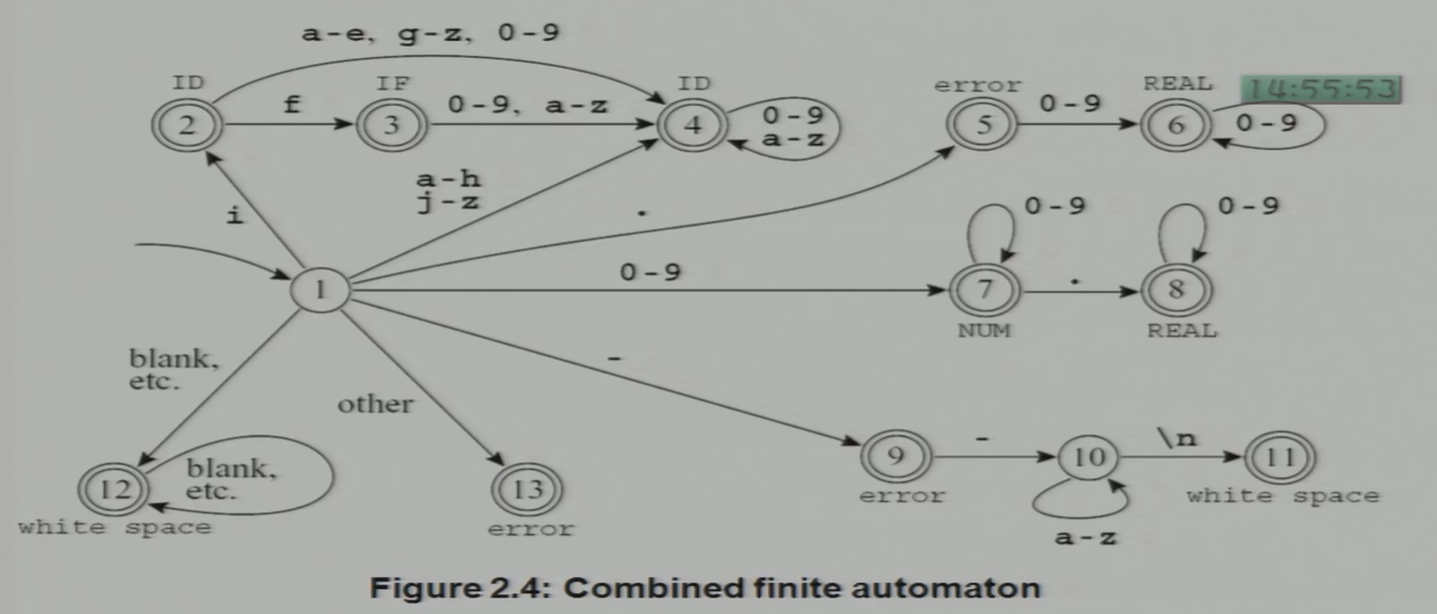 a-e, g-z, 0-9
ID IF ID error REAL 14:55:53
2 f 3 0-9, a-z 4 0-9 a-z 5 0-9 6 0-9
a-h
j-z
i .
0-9 0-9
1 0-9 7 . 8
NUM REAL
blank,
etc.
-
other
blank,
etc.
12 13 9 - 10 \n 11
white space error error white space
a-z
Figure 2.4: Combined finite automaton